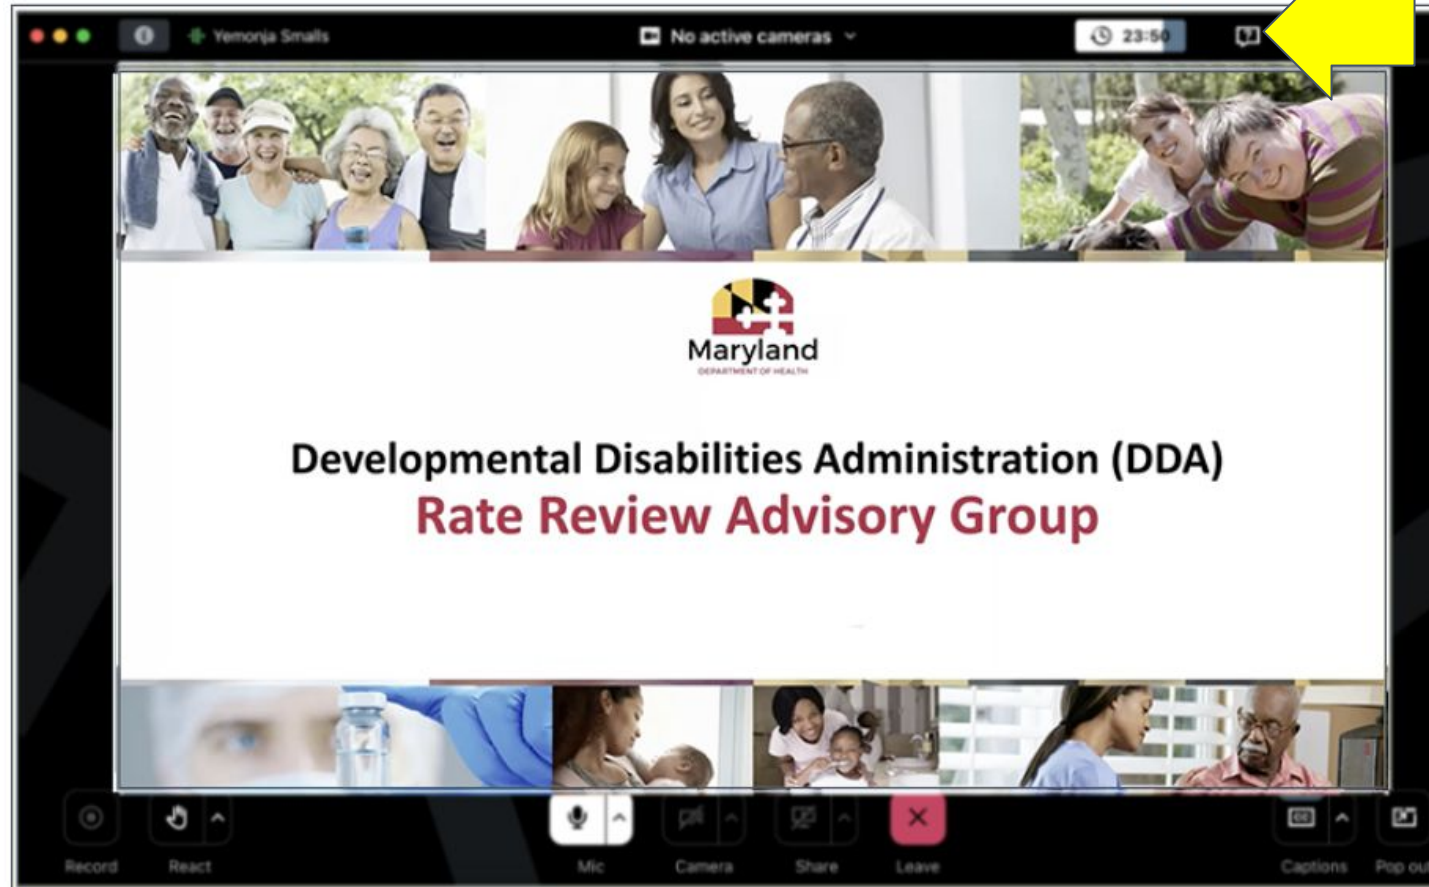 Yemonja Smalls
No active cameras
23:50
?
Maryland
DEPARTMENT OF HEALTH
Developmental Disabilities Administration (DDA)
Rate Review Advisory Group
Record
React
Mic
Camera
Share
Leave
CC
Captions
Pop out